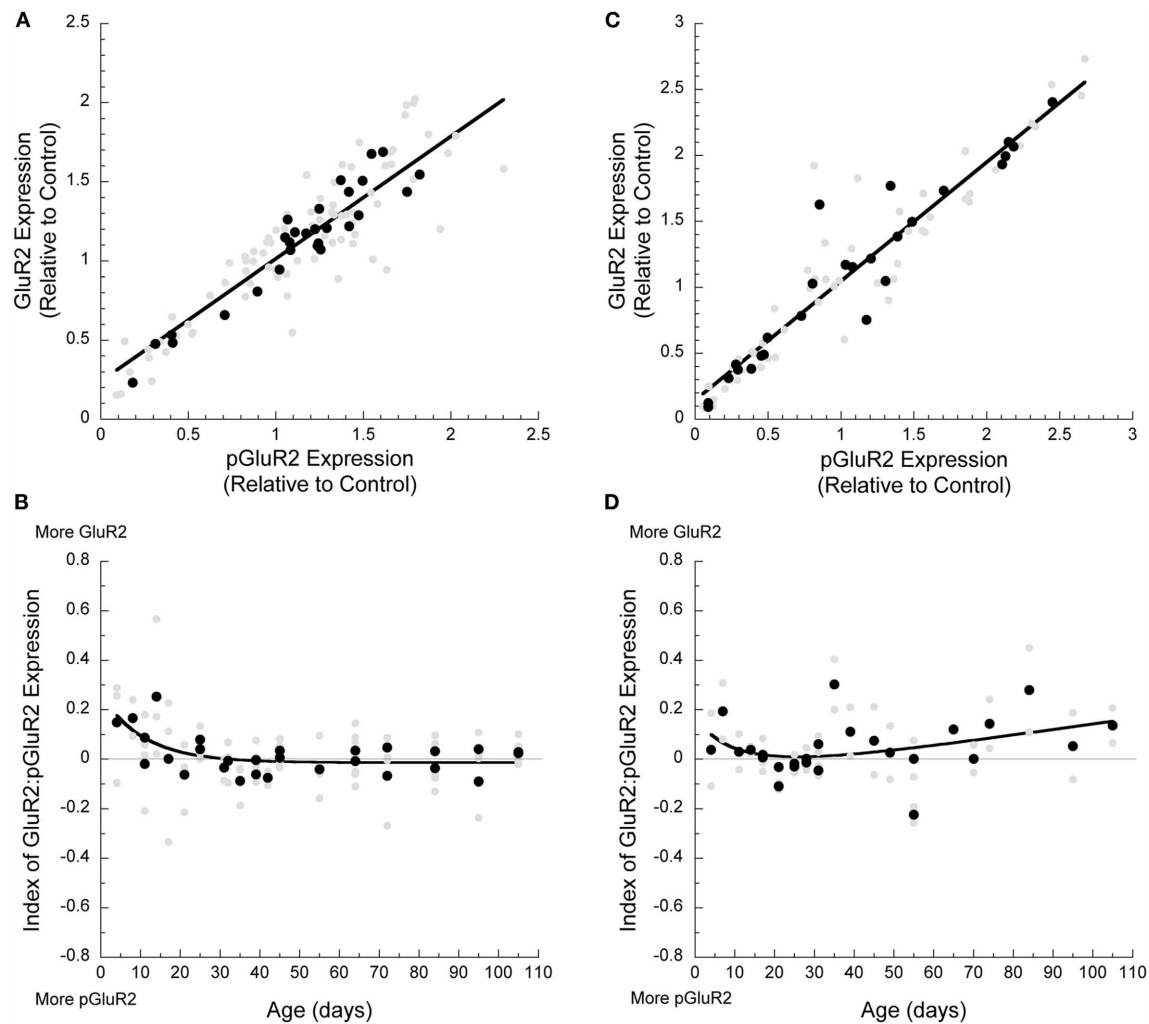 A
2.5
2
1.5
1
0.5
0
GluR2 Expression
(Relative to Control)
0 0.5 1 1.5 2 2.5
pGluR2 Expression
(Relative to Control)
C
3
2.5
2
1.5
1
0.5
0
GluR2 Expression
(Relative to Control)
0 0.5 1 1.5 2 2.5 3
pGluR2 Expression
(Relative to Control)
B
More GluR2
0.8
0.6
0.4
0.2
0
-0.2
-0.4
-0.6
-0.8
Index of GluR2:pGluR2 Expression
0 10 20 30 40 50 60 70 80 90 100 110
More pGluR2
Age (days)
D
More GluR2
0.8
0.6
0.4
0.2
0
-0.2
-0.4
-0.6
-0.8
Index of GluR2:pGluR2 Expression
0 10 20 30 40 50 60 70 80 90 100 110
More pGluR2
Age (days)